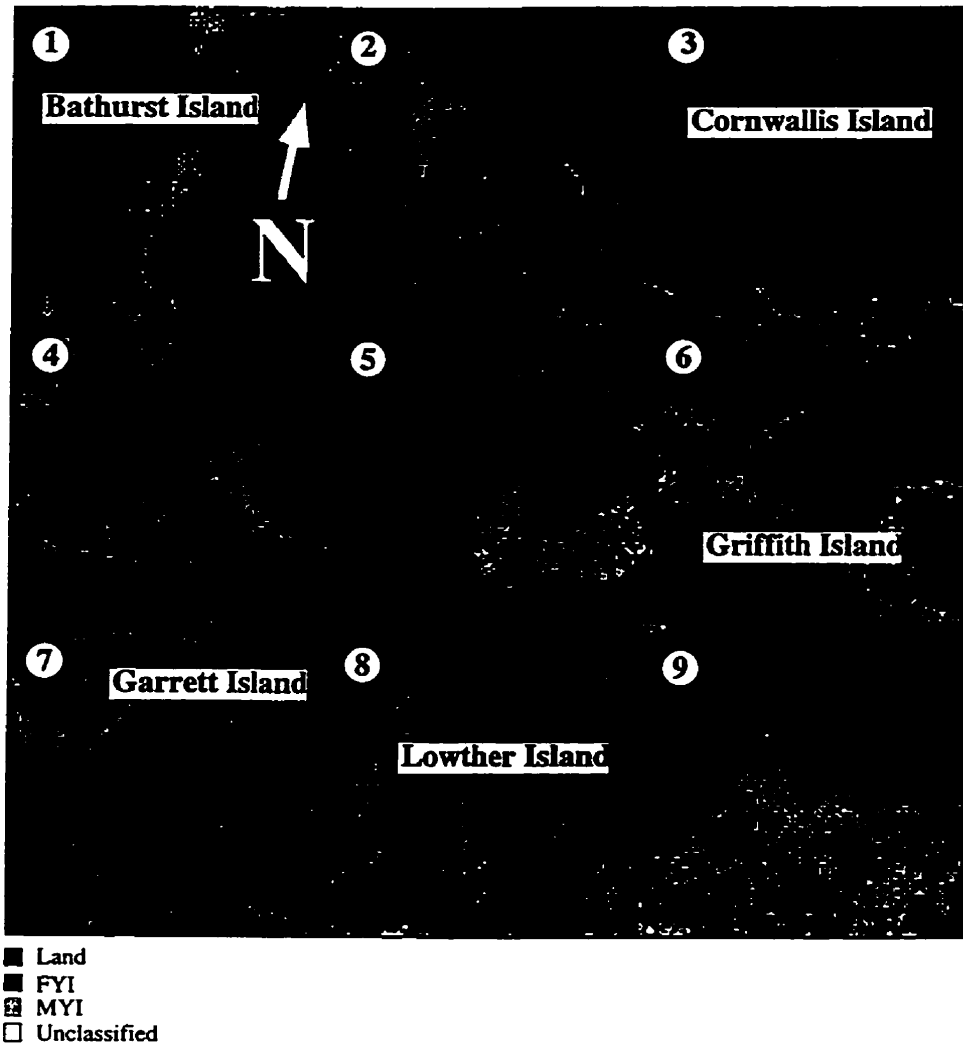 1
2
3
Bathurst Island
Cornwallis Island
N
4
5
6
Griffith Island
7
8
9
Garrett Island
Lowther Island
Land
FYI
MYI
Unclassified